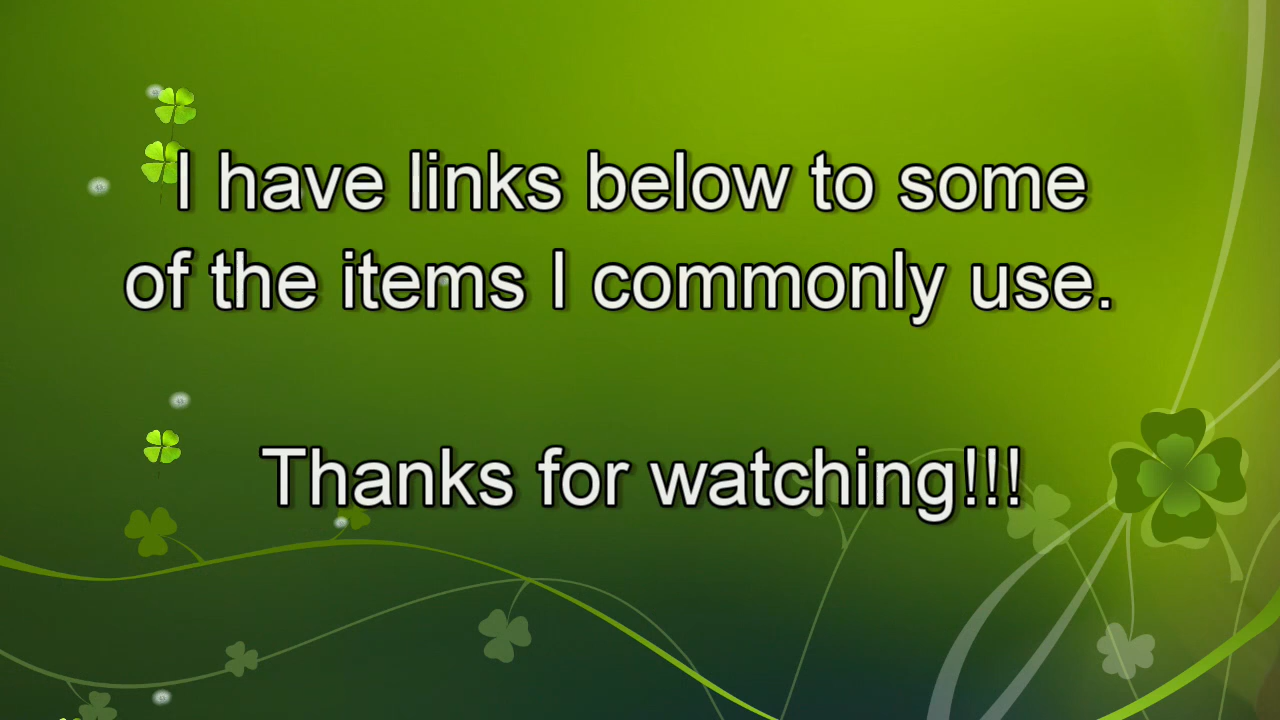 I have links below to some
of the items I commonly use.
Thanks for watching!!!